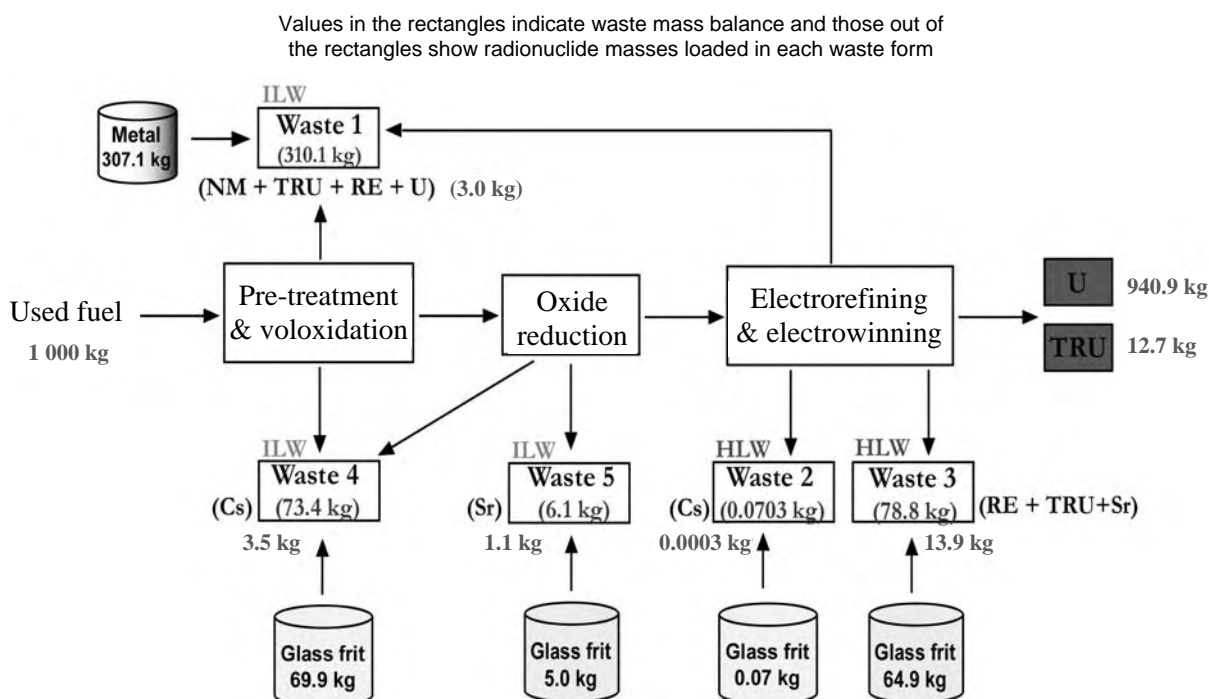 Values in the rectangles indicate waste mass balance and those out of
the rectangles show radionuclide masses loaded in each waste form
ILW
Metal
307.1 kg
Waste 1
(310.1 kg)
(NM + TRU + RE + U) (3.0 kg)
Used fuel
1 000 kg
Pre-treatment
& voloxidation
Oxide
reduction
Electrorefining
& electrowinning
U
940.9 kg
TRU
12.7 kg
ILW
Waste 4
(Cs)
(73.4 kg)
3.5 kg
ILW
Waste 5
(Sr)
(6.1 kg)
1.1 kg
HLW
Waste 2
(Cs)
(0.0703 kg)
0.0003 kg
HLW
Waste 3
(78.8 kg)
(RE + TRU+Sr)
13.9 kg
Glass frit
69.9 kg
Glass frit
5.0 kg
Glass frit
0.07 kg
Glass frit
64.9 kg